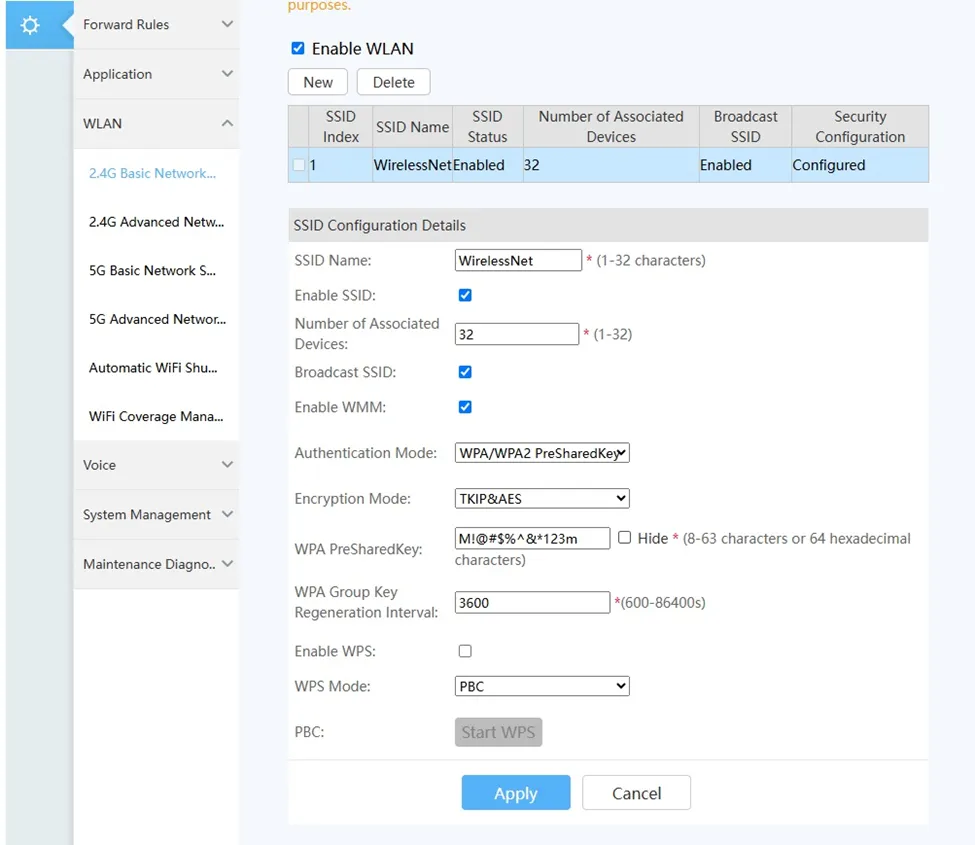 purposes.
Forward Rules
Application
WLAN
2.4G Basic Network...
2.4G Advanced Netw...
5G Basic Network S...
5G Advanced Networ...
Automatic WiFi Shu...
WiFi Coverage Mana...
Voice
System Management
Maintenance Diagno..
Enable WLAN
New Delete
SSID Index SSID Name SSID Status Number of Associated Devices Broadcast SSID Security Configuration
1 WirelessNet Enabled 32 Enabled Configured
SSID Configuration Details
SSID Name: WirelessNet * (1-32 characters)
Enable SSID:
Number of Associated
Devices: 32 * (1-32)
Broadcast SSID:
Enable WMM:
Authentication Mode: WPA/WPA2 PreSharedKey
Encryption Mode: TKIP&AES
WPA PreSharedKey: M!@#$%^&*123m Hide * (8-63 characters or 64 hexadecimal
characters)
WPA Group Key
Regeneration Interval: 3600 *(600-86400s)
Enable WPS:
WPS Mode: PBC
PBC: Start WPS
Apply Cancel